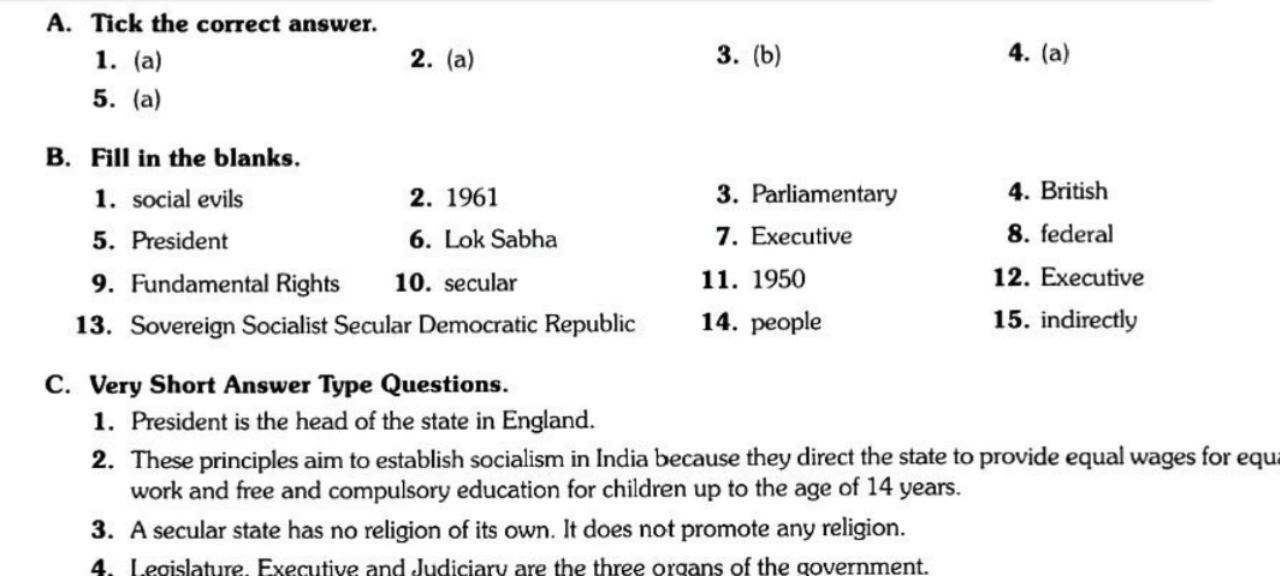 A. Tick the correct answer.
1. (a) 2. (a) 3. (b) 4. (a)
5. (a)
B. Fill in the blanks.
1. social evils 2. 1961 3. Parliamentary 4. British
5. President 6. Lok Sabha 7. Executive 8. federal
9. Fundamental Rights 10. secular 11. 1950 12. Executive
13. Sovereign Socialist Secular Democratic Republic 14. people 15. indirectly
C. Very Short Answer Type Questions.
1. President is the head of the state in England.
2. These principles aim to establish socialism in India because they direct the state to provide equal wages for equa
work and free and compulsory education for children up to the age of 14 years.
3. A secular state has no religion of its own. It does not promote any religion.
4. Legislature, Executive and Judiciary are the three organs of the government.